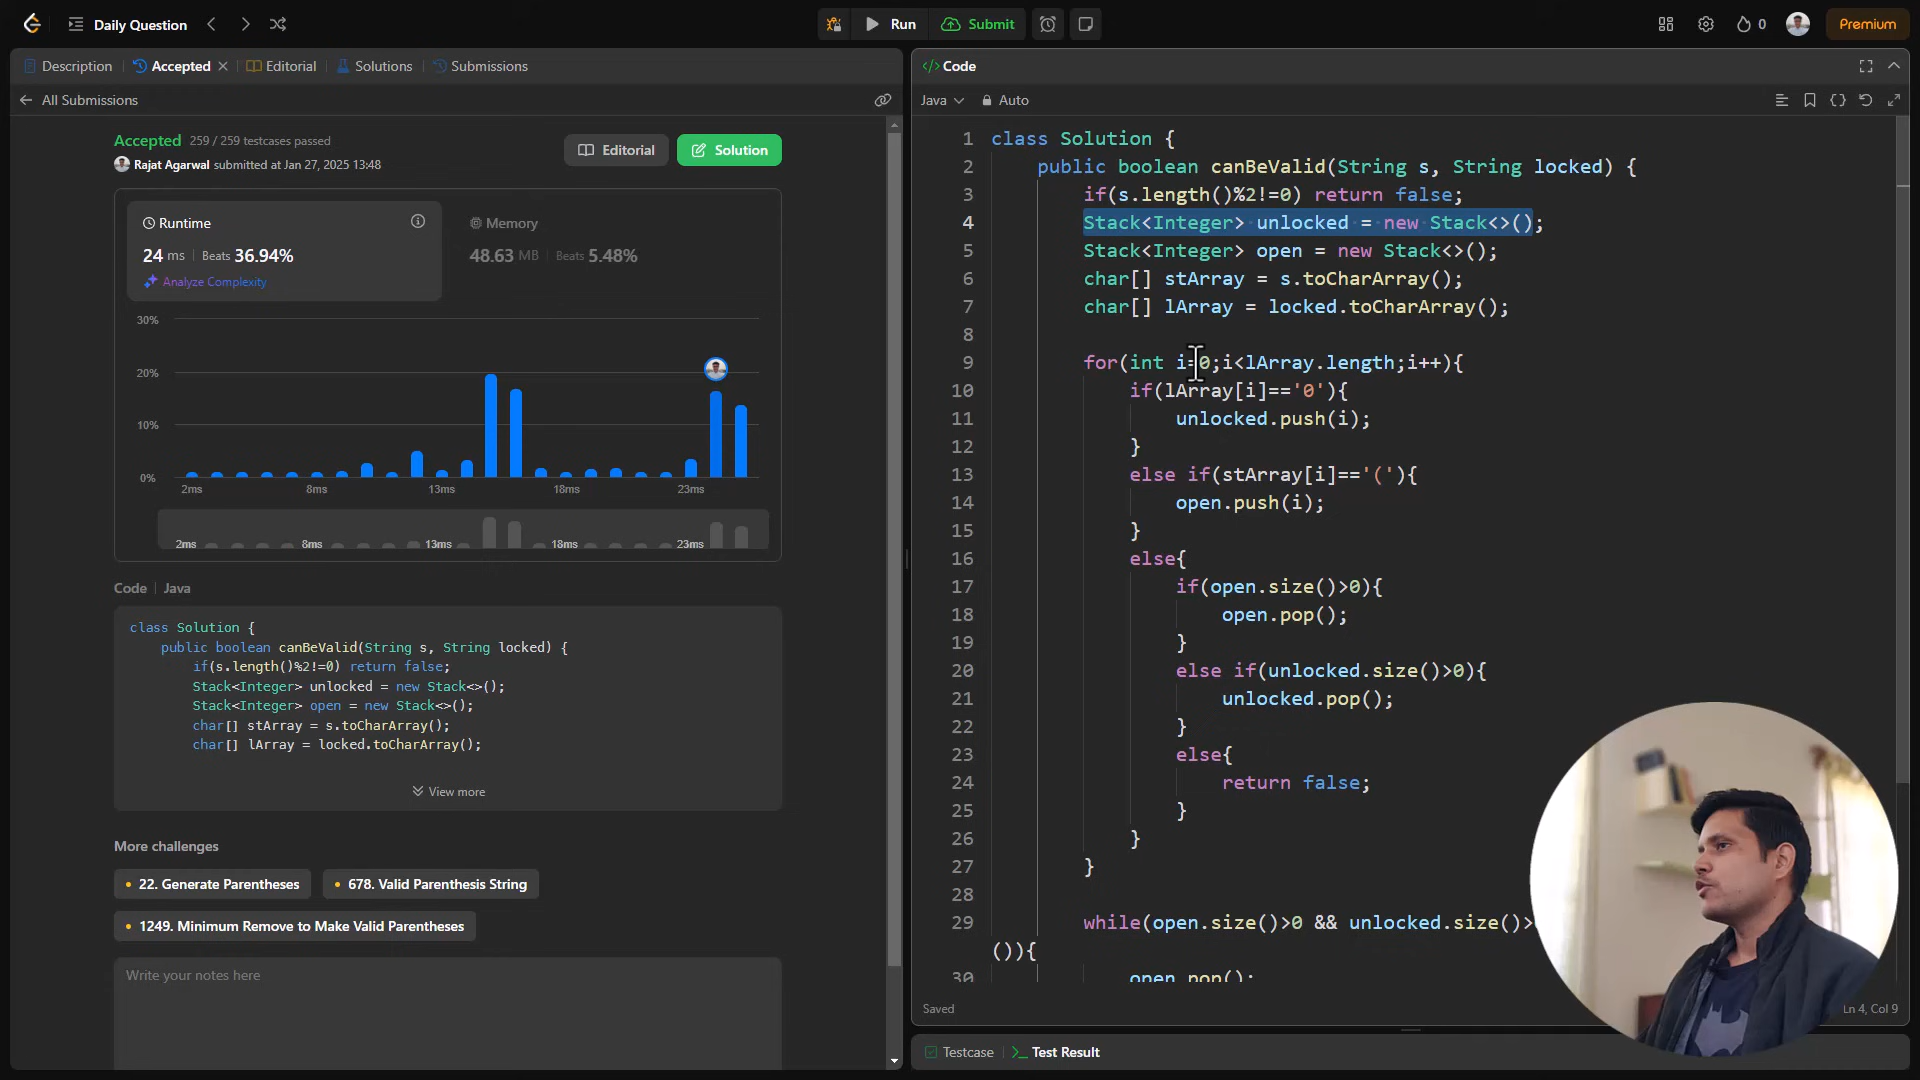 Daily Question
Run
Submit
0
Premium
Description
Accepted
Editorial
Solutions
Submissions
All Submissions
Accepted 259 / 259 testcases passed
Rajat Agarwal submitted at Jan 27, 2025 13:48
Editorial
Solution
Runtime
24 ms | Beats 36.94%
Analyze Complexity
Memory
48.63 MB | Beats 5.48%
30%
20%
10%
0%
2ms 8ms 13ms 18ms 23ms
2ms 8ms 13ms 18ms 23ms
Code | Java
class Solution {
public boolean canBeValid(String s, String locked) {
if(s.length()%2!=0) return false;
Stack<Integer> unlocked = new Stack<>();
Stack<Integer> open = new Stack<>();
char[] stArray = s.toCharArray();
char[] lArray = locked.toCharArray();
View more
More challenges
22. Generate Parentheses
678. Valid Parenthesis String
1249. Minimum Remove to Make Valid Parentheses
Write your notes here
</> Code
Java
Auto
1 class Solution {
2 public boolean canBeValid(String s, String locked) {
3 if(s.length()%2!=0) return false;
4 Stack<Integer> unlocked = new Stack<>();
5 Stack<Integer> open = new Stack<>();
6 char[] stArray = s.toCharArray();
7 char[] lArray = locked.toCharArray();
8
9 for(int i=0;i<lArray.length;i++){
10 if(lArray[i]=='0'){
11 unlocked.push(i);
12 }
13 else if(stArray[i]=='('){
14 open.push(i);
15 }
16 else{
17 if(open.size()>0){
18 open.pop();
19 }
20 else if(unlocked.size()>0){
21 unlocked.pop();
22 }
23 else{
24 return false;
25 }
26 }
27 }
28
29 while(open.size()>0 && unlocked.size()>
()){
30 open.pop();
Saved
Ln 4, Col 9
Testcase
Test Result